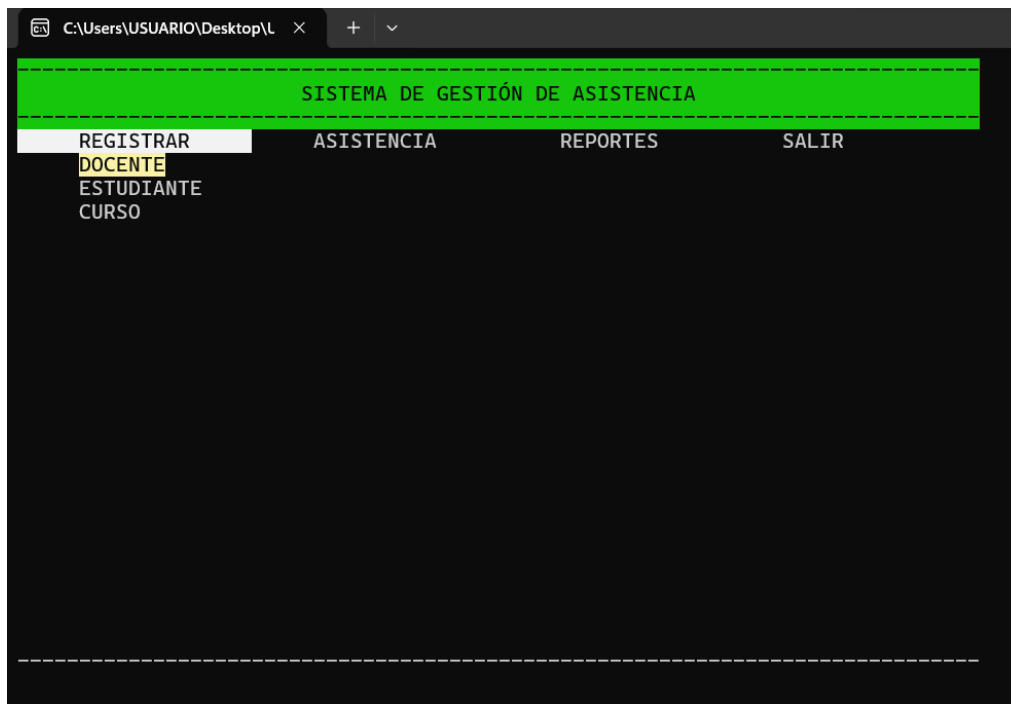 C:\Users\USUARIO\Desktop\L
SISTEMA DE GESTIÓN DE ASISTENCIA
REGISTRAR ASISTENCIA REPORTES SALIR
DOCENTE
ESTUDIANTE
CURSO